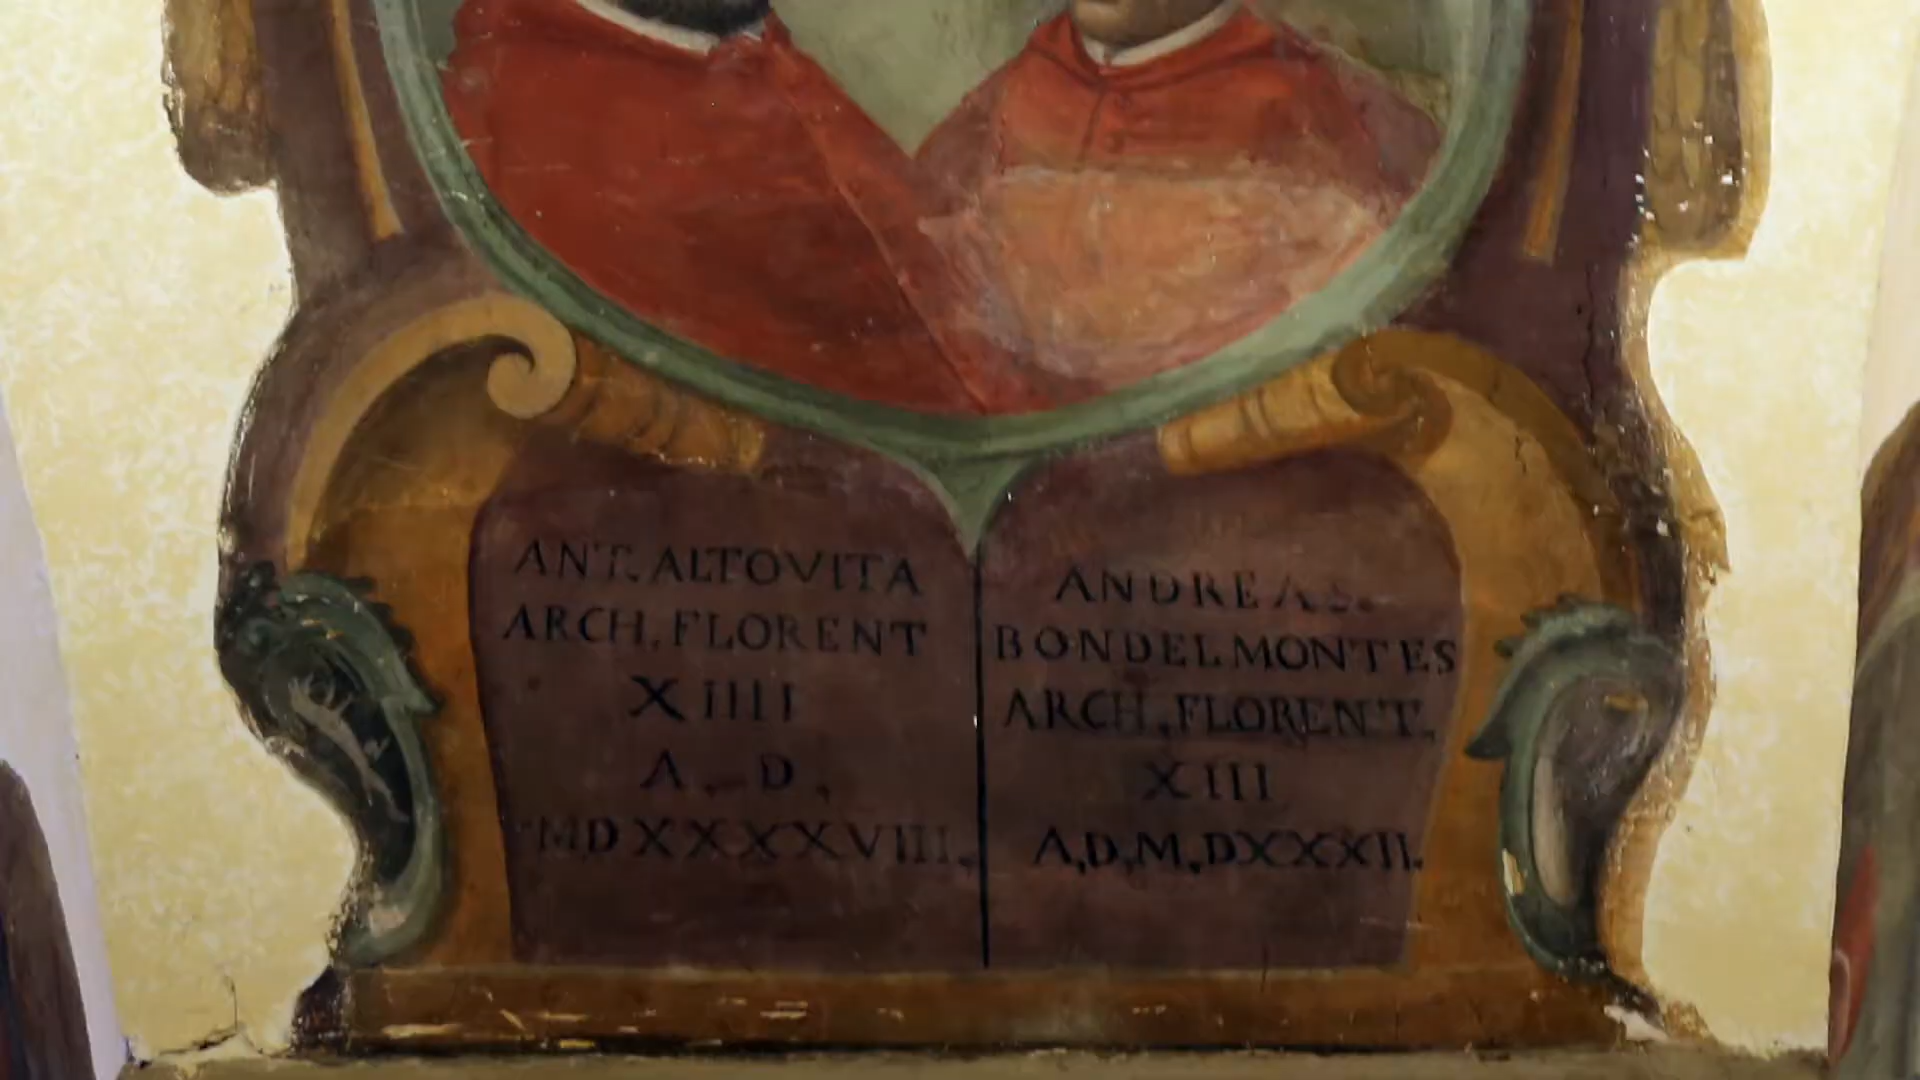 ANT. ALTOVITA
ARCH. FLORENT
XIIII
A. D.
MDXXXXVIII.
ANDREAS.
BONDELMONTES
ARCH. FLORENT.
XIII
A.D.M.DXXXII.